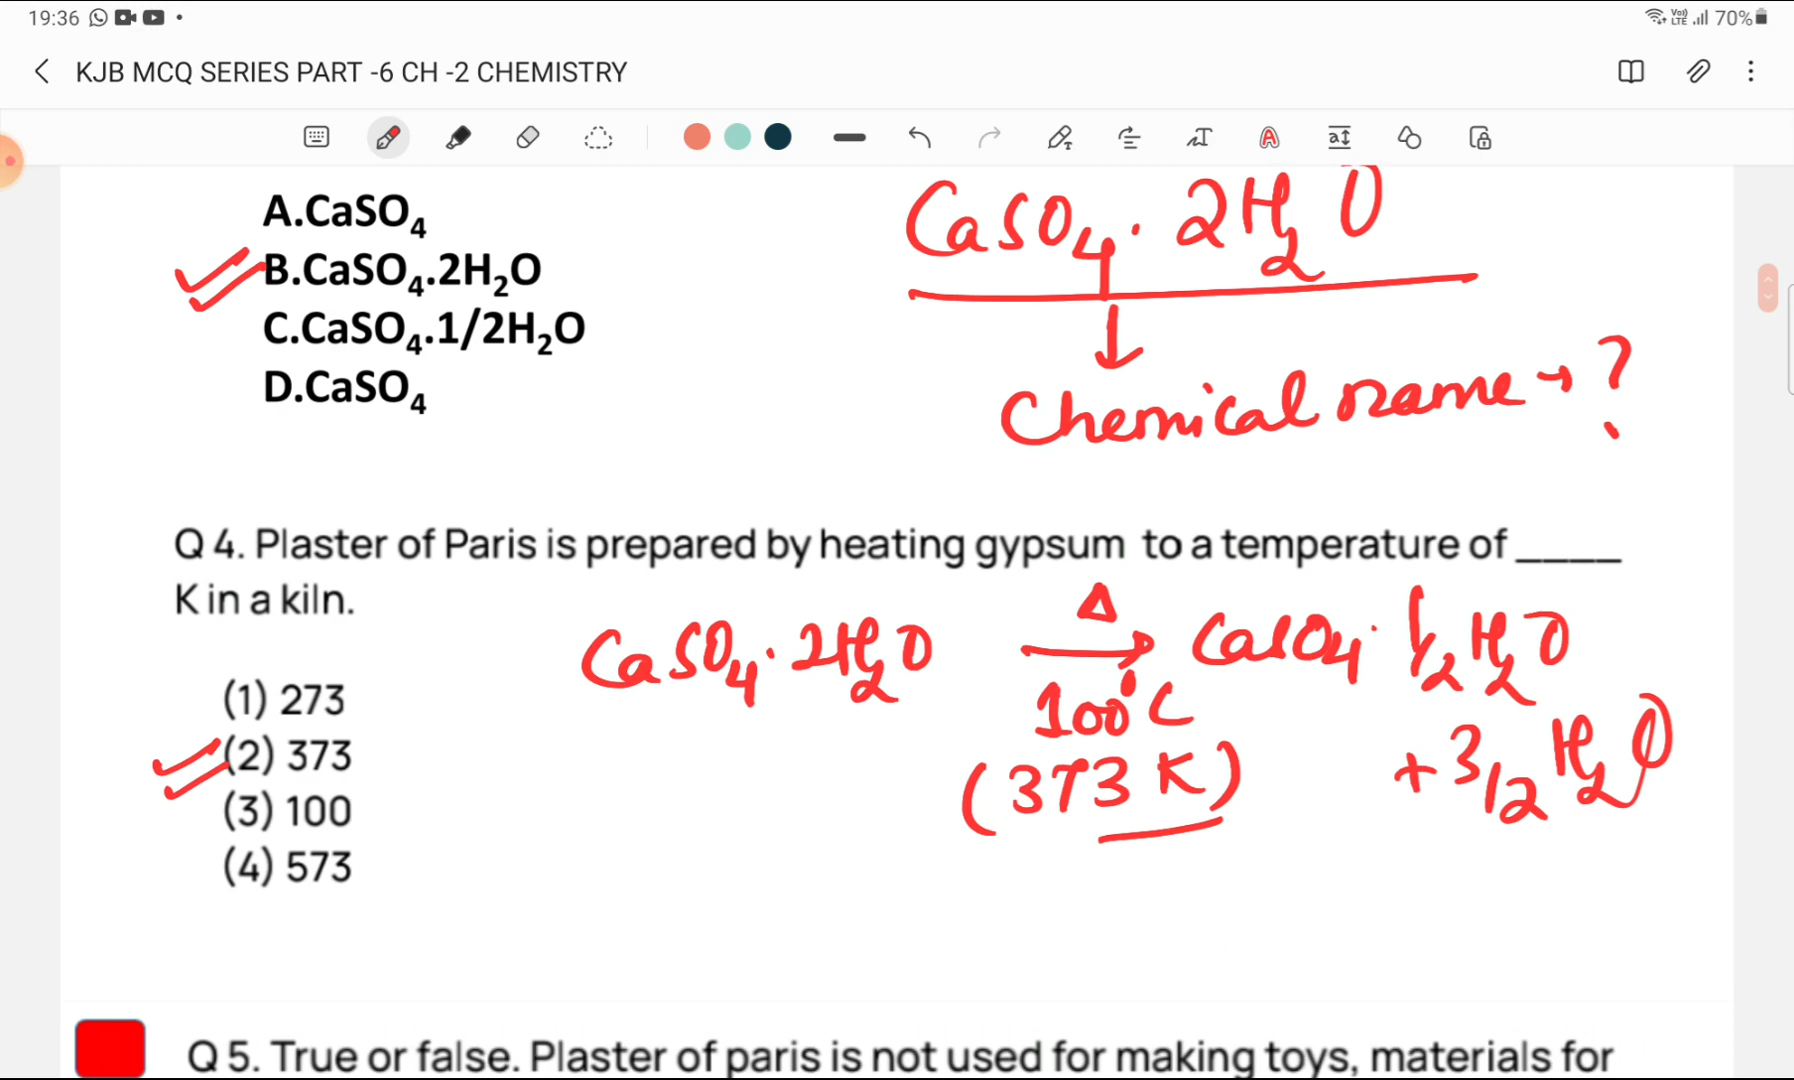 19:36 70%
KJB MCQ SERIES PART -6 CH -2 CHEMISTRY
A.CaSO₄
B.CaSO₄.2H₂O
C.CaSO₄.1/2H₂O
D.CaSO₄
CaSO₄. 2H₂O
Chemical name → ?
Q 4. Plaster of Paris is prepared by heating gypsum to a temperature of ____
K in a kiln.
CaSO₄. 2H₂O Δ → CaSO₄. 1/2 H₂O
100°C
(373 K) + 3/2 H₂O
(1) 273
(2) 373
(3) 100
(4) 573
Q 5. True or false. Plaster of paris is not used for making toys, materials for